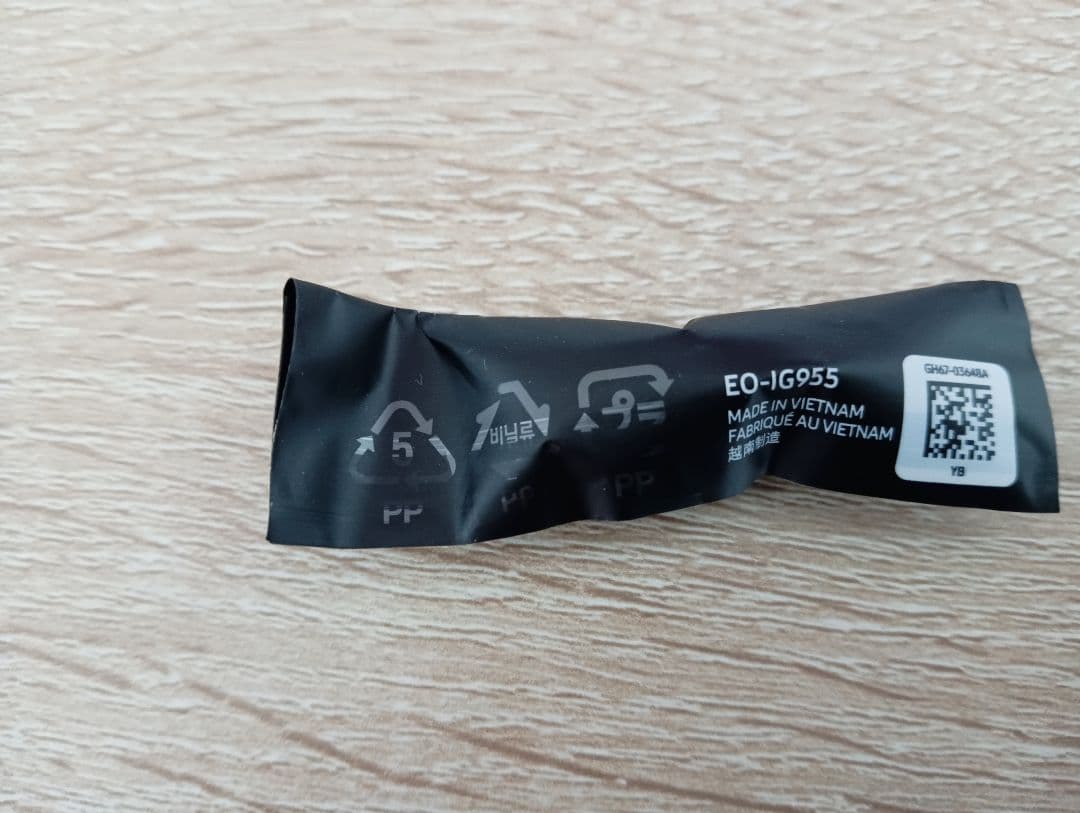 5
PP
비닐류
PP
PP
EO-IG955
MADE IN VIETNAM
FABRIQUÉ AU VIETNAM
越南制造
GH67-03648A
YB